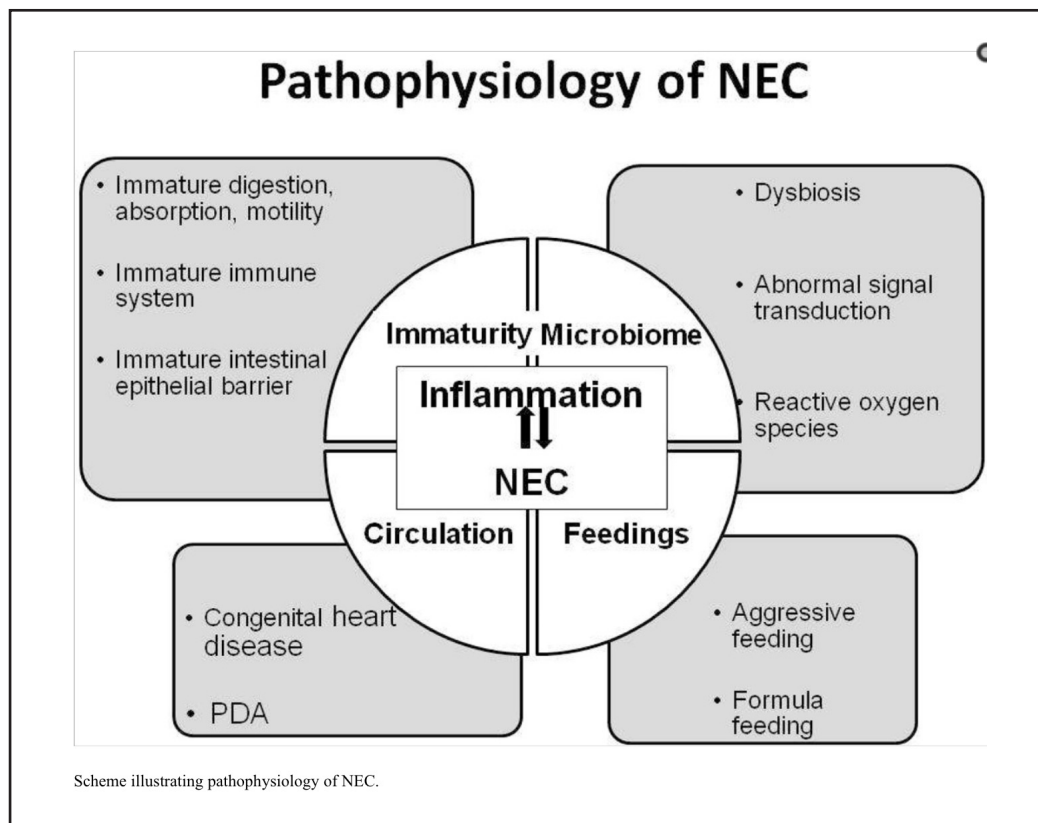 Pathophysiology of NEC
• Immature digestion,
absorption, motility
• Immature immune
system
• Immature intestinal
epithelial barrier
• Dysbiosis
• Abnormal signal
transduction
• Reactive oxygen
species
Immaturity
Microbiome
Inflammation
NEC
Circulation
Feedings
• Congenital heart
disease
• PDA
• Aggressive
feeding
• Formula
feeding
Scheme illustrating pathophysiology of NEC.